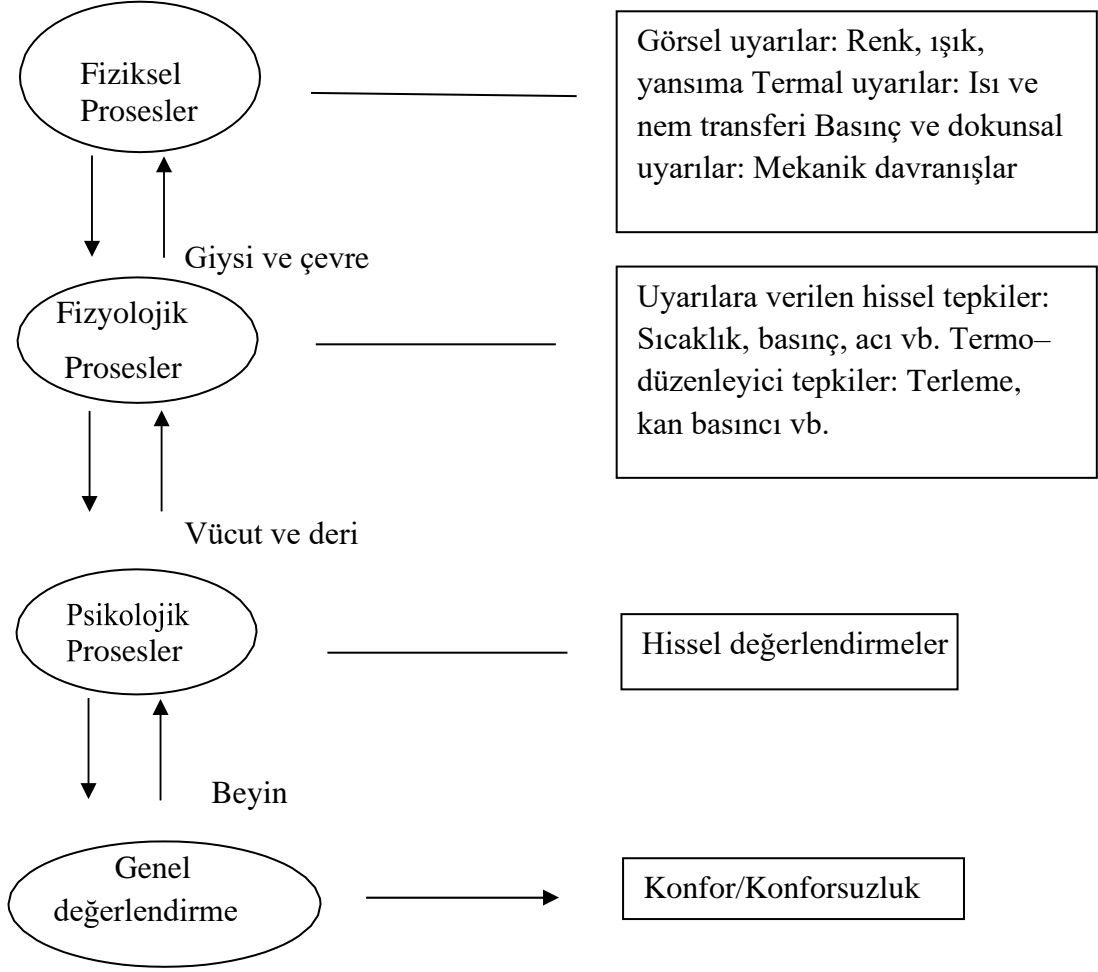 Fiziksel
Prosesler
Görsel uyarılar: Renk, ışık,
yansıma Termal uyarılar: Isı ve
nem transferi Basınç ve dokunsal
uyarılar: Mekanik davranışlar
Giysi ve çevre
Fizyolojik
Prosesler
Uyarılara verilen hissel tepkiler:
Sıcaklık, basınç, acı vb. Termo–
düzenleyici tepkiler: Terleme,
kan basıncı vb.
Vücut ve deri
Psikolojik
Prosesler
Hissel değerlendirmeler
Beyin
Genel
değerlendirme
Konfor/Konforsuzluk